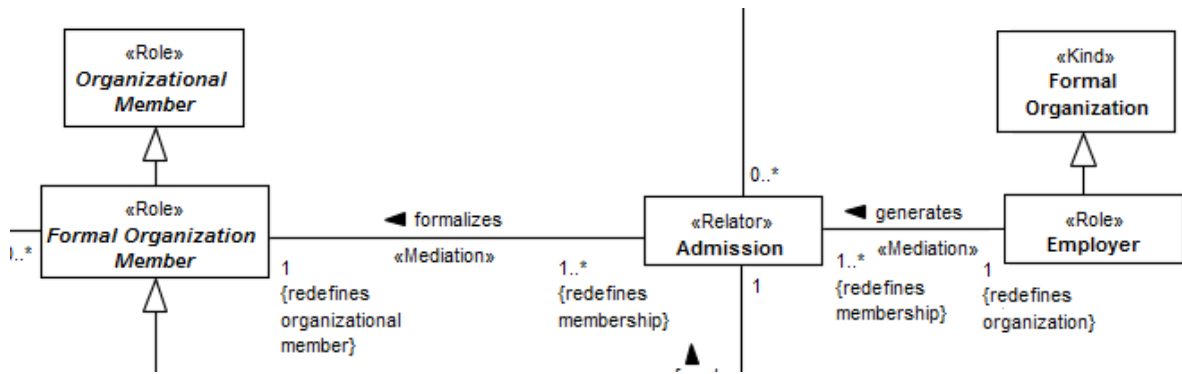 «Role»
Organizational
Member
«Kind»
Formal
Organization
0..*
«Role»
Formal Organization
Member
formalizes
«Mediation»
«Relator»
Admission
generates
«Mediation»
«Role»
Employer
0..*
1
{redefines
organizational
member}
1..*
{redefines
membership}
1
1..*
{redefines
membership}
1
{redefines
organization}